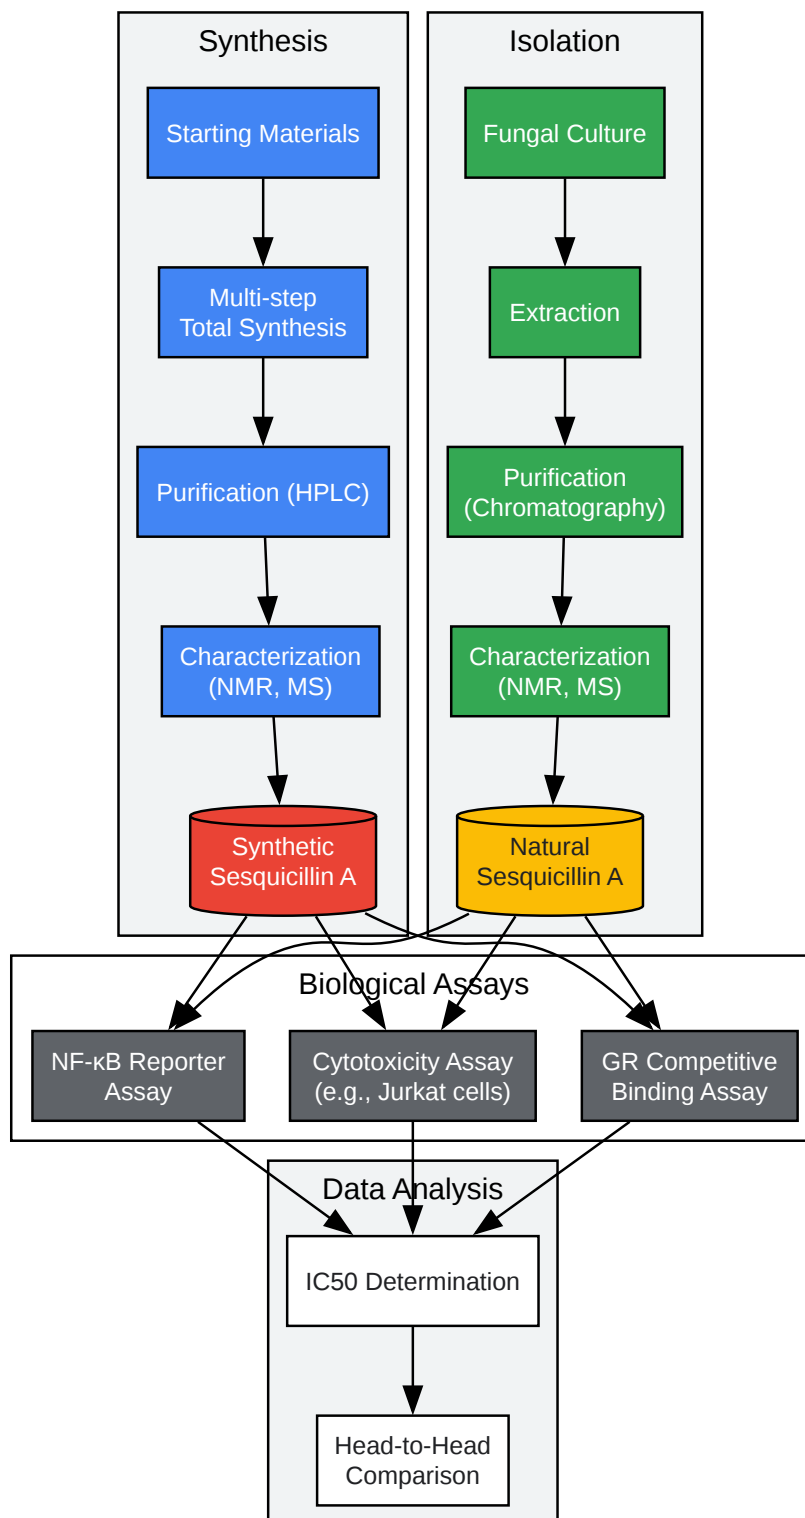 Synthesis
Starting Materials
Multi-step
Total Synthesis
Purification (HPLC)
Characterization
(NMR, MS)
Synthetic
Sesquicillin A
Isolation
Fungal Culture
Extraction
Purification
(Chromatography)
Characterization
(NMR, MS)
Natural
Sesquicillin A
Biological Assays
NF-κB Reporter
Assay
Cytotoxicity Assay
(e.g., Jurkat cells)
GR Competitive
Binding Assay
Data Analysis
IC50 Determination
Head-to-Head
Comparison